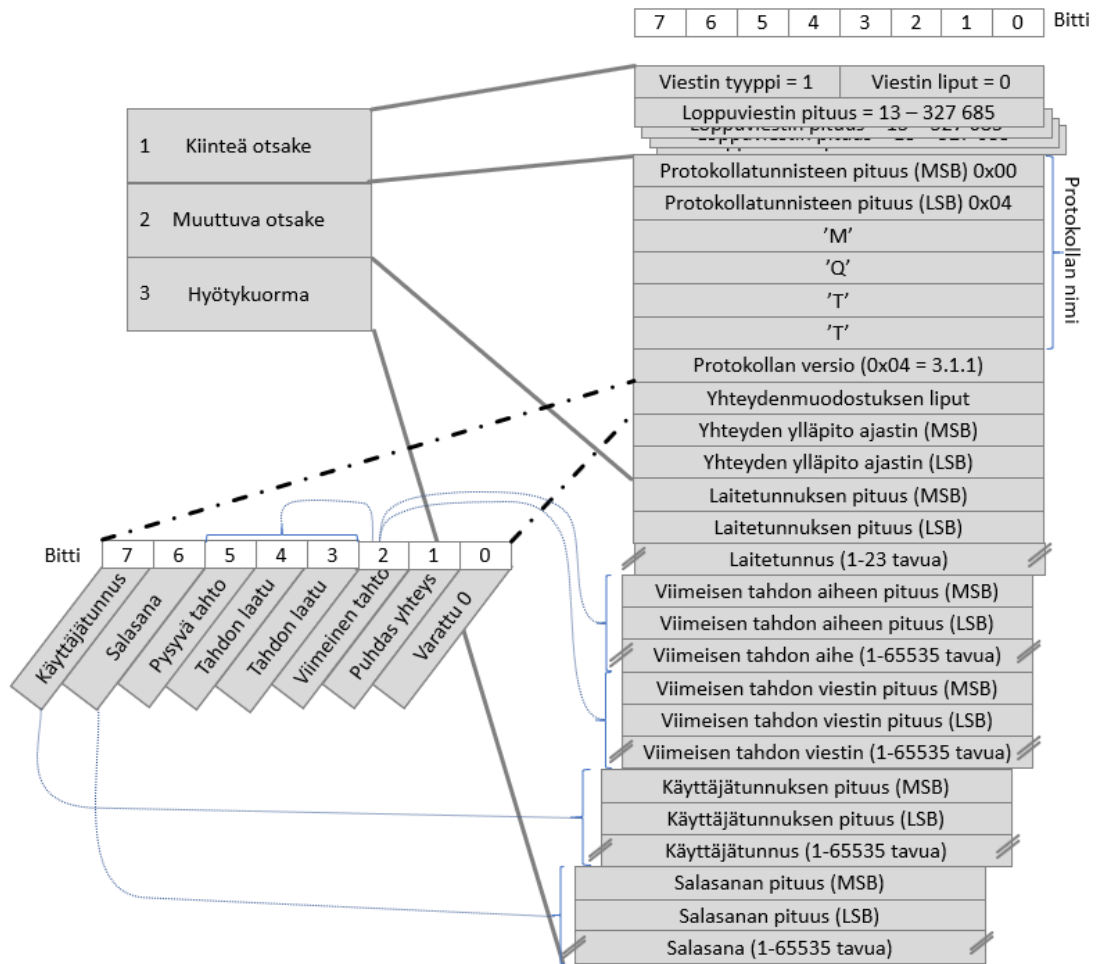 7 6 5 4 3 2 1 0 Bitti
Viestin tyyppi = 1 Viestin liput = 0
Loppuviestin pituus = 13 – 327 685
1 Kiinteä otsake
2 Muuttuva otsake
3 Hyötykuorma
Protokollatunnisteen pituus (MSB) 0x00
Protokollatunnisteen pituus (LSB) 0x04
’M’
’Q’
’T’
’T’
Protokollan nimi
Protokollan versio (0x04 = 3.1.1)
Yhteydenmuodostuksen liput
Yhteyden ylläpito ajastin (MSB)
Yhteyden ylläpito ajastin (LSB)
Laitetunnuksen pituus (MSB)
Laitetunnuksen pituus (LSB)
Laitetunnus (1-23 tavua)
Bitti 7 6 5 4 3 2 1 0
Käyttäjätunnus
Salasana
Pysyvä tahto
Tahdon laatu
Tahdon laatu
Viimeinen tahto
Puhdas yhteys
Varattu 0
Viimeisen tahdon aiheen pituus (MSB)
Viimeisen tahdon aiheen pituus (LSB)
Viimeisen tahdon aihe (1-65535 tavua)
Viimeisen tahdon viestin pituus (MSB)
Viimeisen tahdon viestin pituus (LSB)
Viimeisen tahdon viestin (1-65535 tavua)
Käyttäjätunnuksen pituus (MSB)
Käyttäjätunnuksen pituus (LSB)
Käyttäjätunnus (1-65535 tavua)
Salasanan pituus (MSB)
Salasanan pituus (LSB)
Salasana (1-65535 tavua)